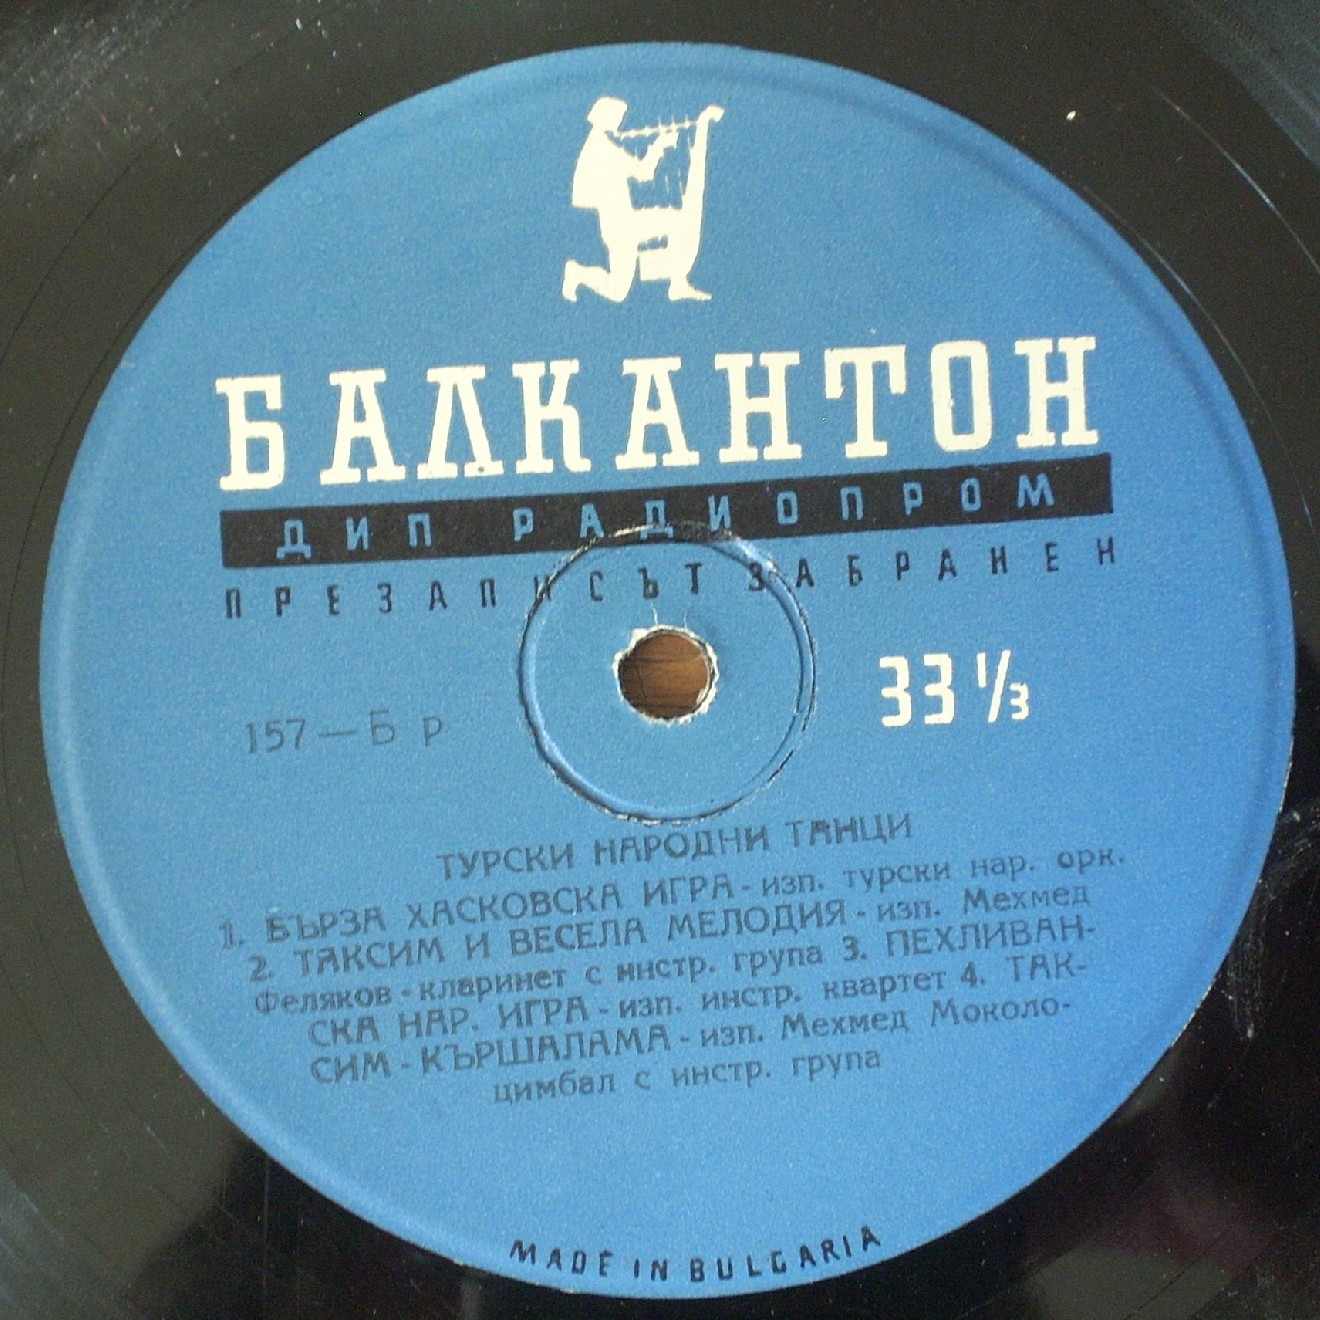 БАЛКАНТОН
ДИП РАДИОПРОМ
ПРЕЗАПИСЪТ ЗАБРАНЕН
33 1/3
157—Б р
ТУРСКИ НАРОДНИ ТАНЦИ
1. БЪРЗА ХАСКОВСКА ИГРА - изп. турски нар. орк.
2. ТАКСИМ И ВЕСЕЛА МЕЛОДИЯ - изп. Мехмед
Феляков - кларинет с инстр. група 3. ПЕХЛИВАН-
СКА НАР. ИГРА - изп. инстр. квартет 4. ТАК-
СИМ - КЪРШАЛАМА - изп. Мехмед Моколо-
цимбал с инстр. група
MADE IN BULGARIA